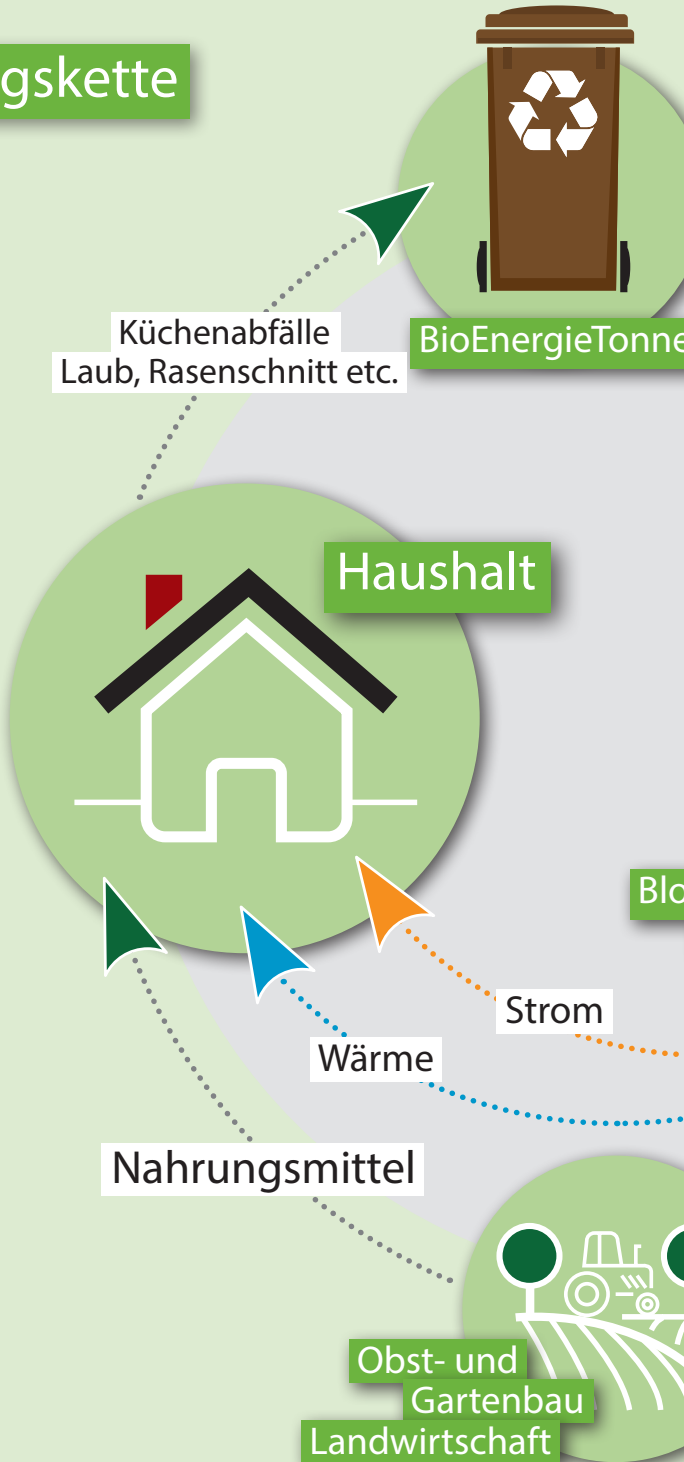 gskette
Küchenabfälle
Laub, Rasenschnitt etc.
BioEnergieTonne
Haushalt
Blo
Strom
Wärme
Nahrungsmittel
Obst- und
Gartenbau
Landwirtschaft